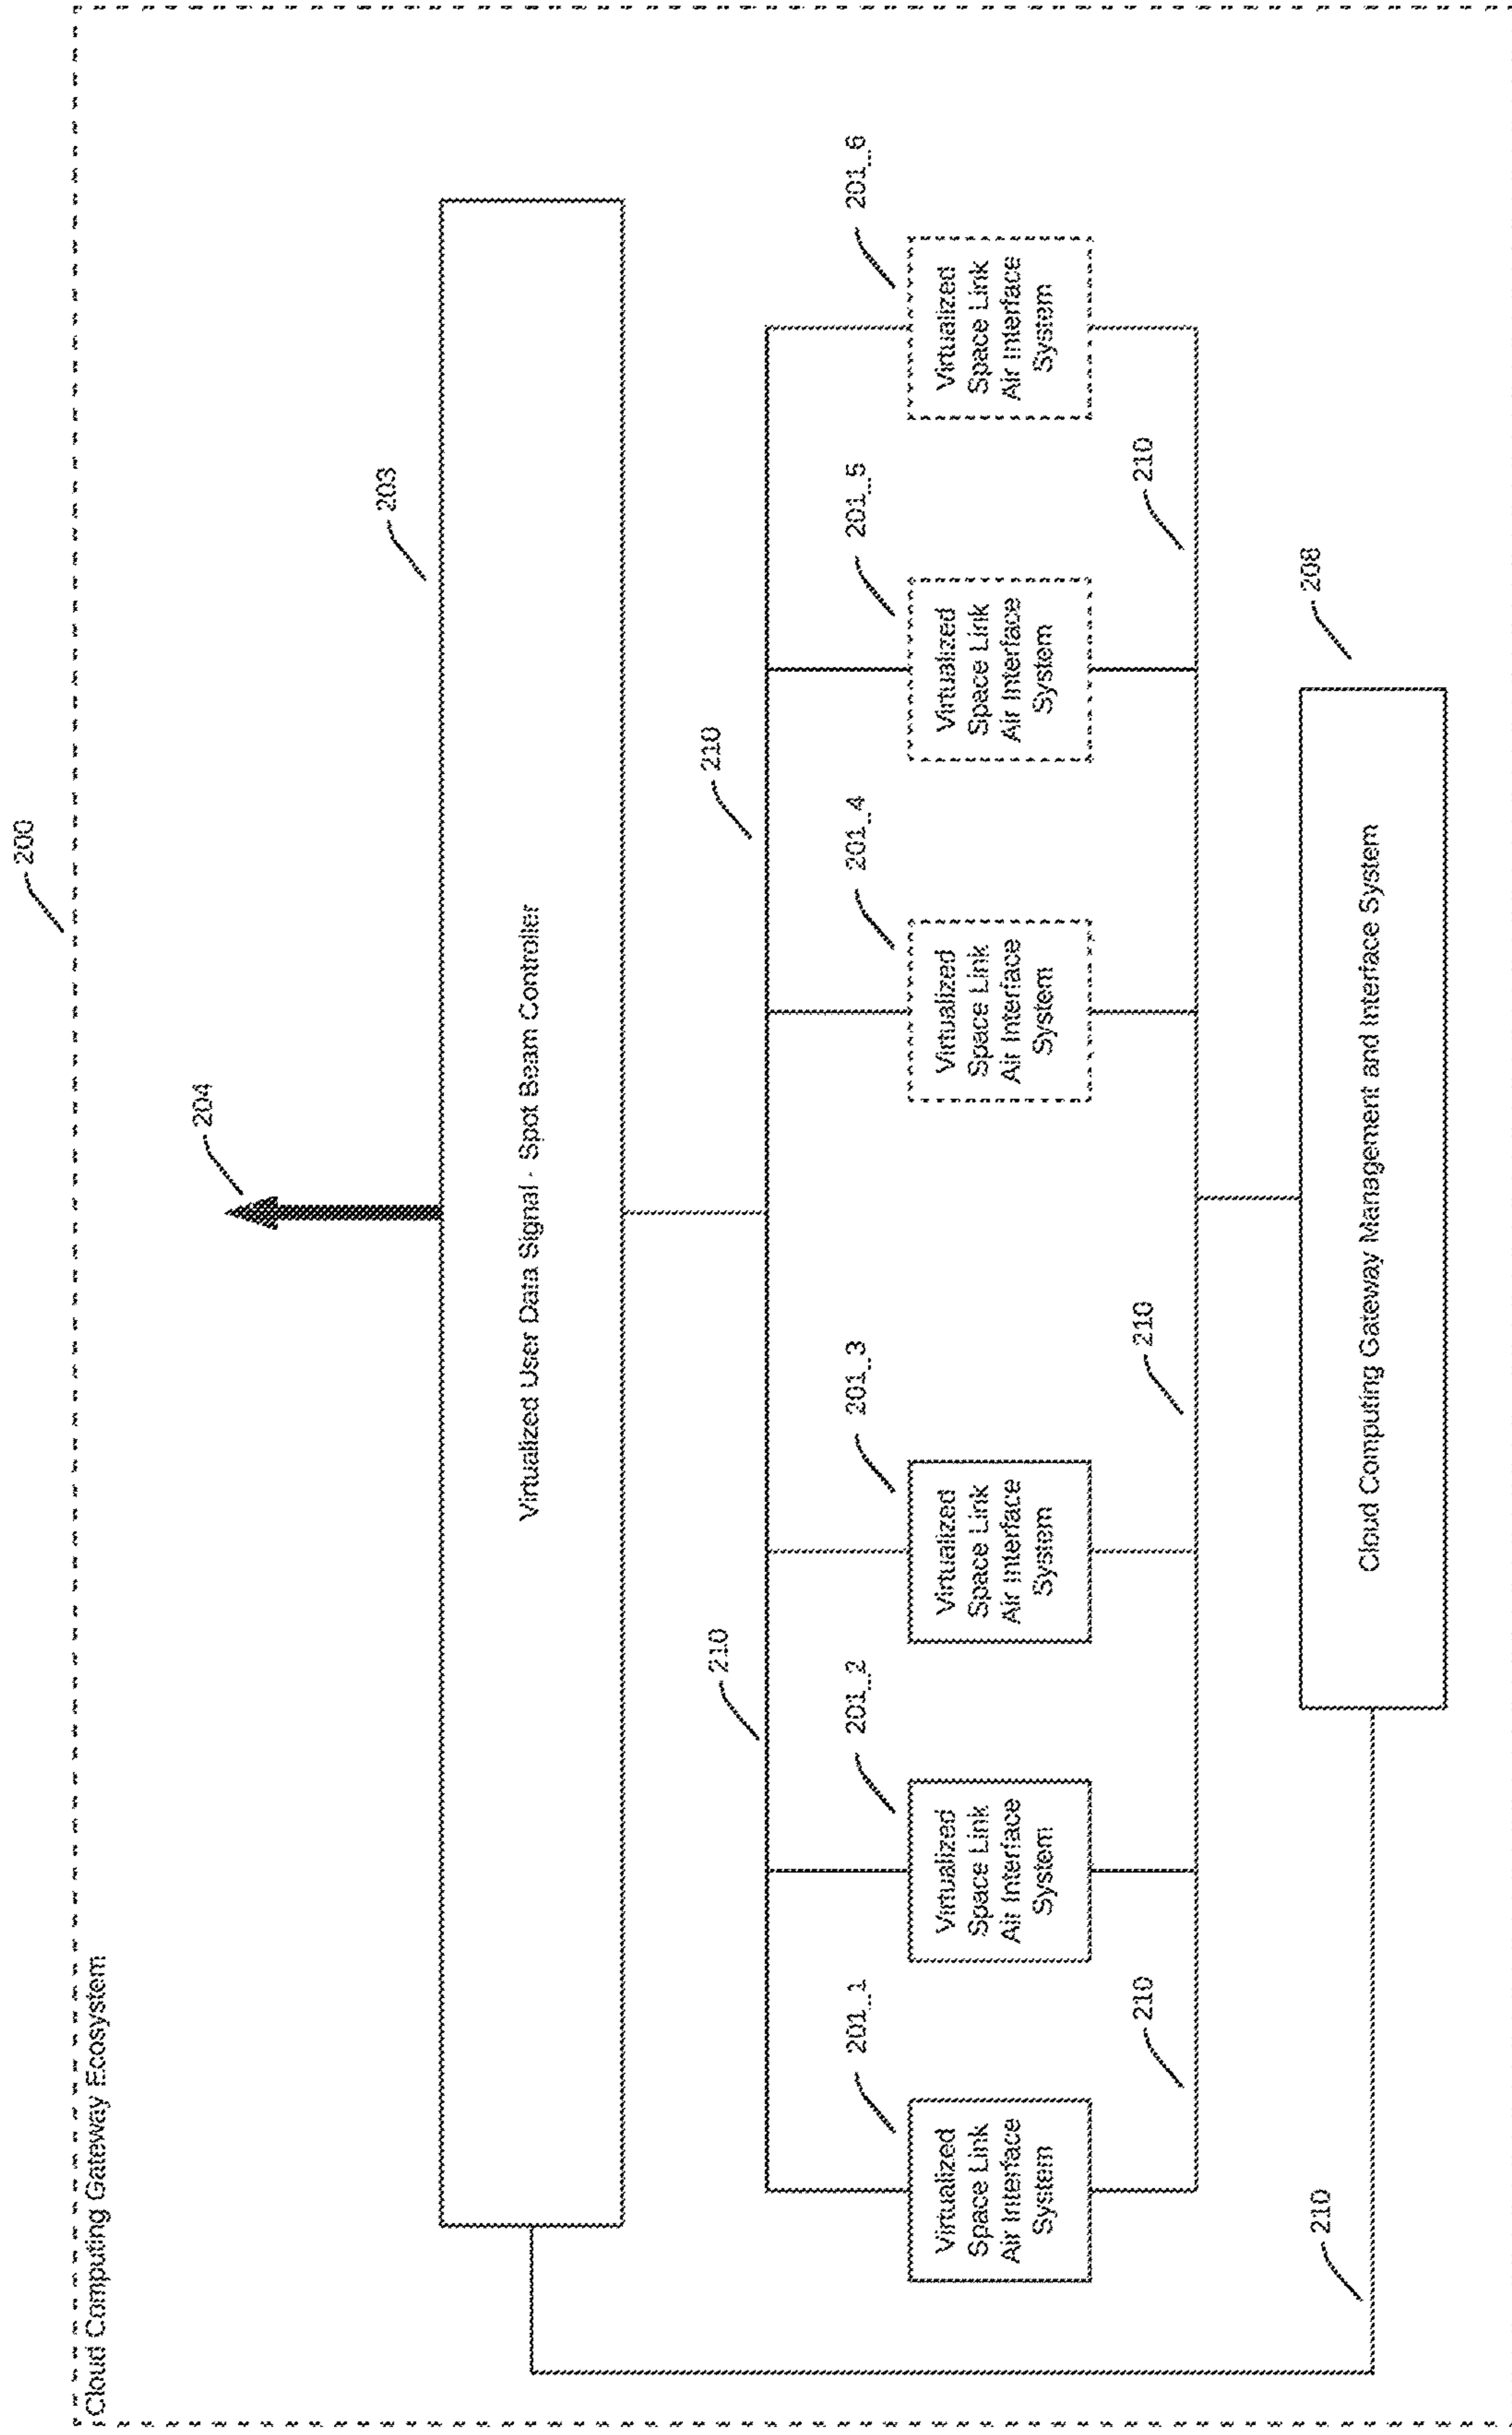 200
Cloud Computing Gateway Ecosystem
204
203
Virtualized User Data Signal - Spot Beam Controller
210
210
201_1
201_2
201_3
201_4
201_5
201_6
Virtualized
Space Link
Air Interface
System
Virtualized
Space Link
Air Interface
System
Virtualized
Space Link
Air Interface
System
Virtualized
Space Link
Air Interface
System
Virtualized
Space Link
Air Interface
System
Virtualized
Space Link
Air Interface
System
210
210
210
208
210
Cloud Computing Gateway Management and Interface System